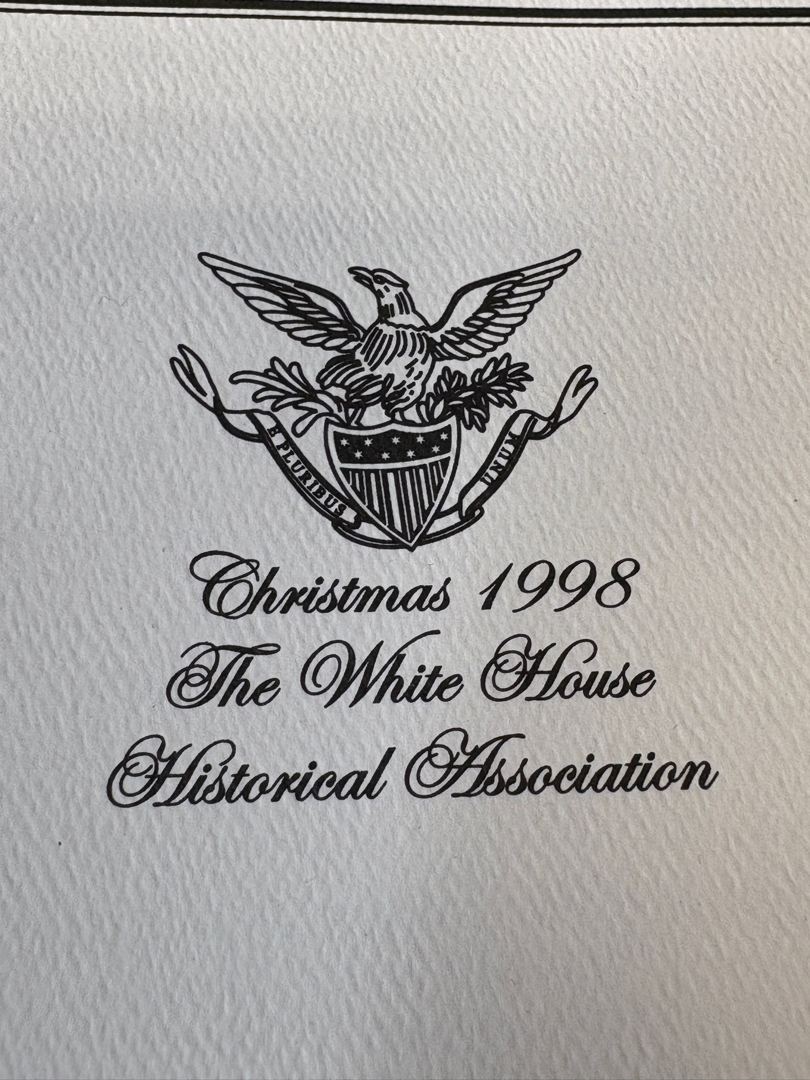 E PLURIBUS UNUM
Christmas 1998
The White House
Historical Association